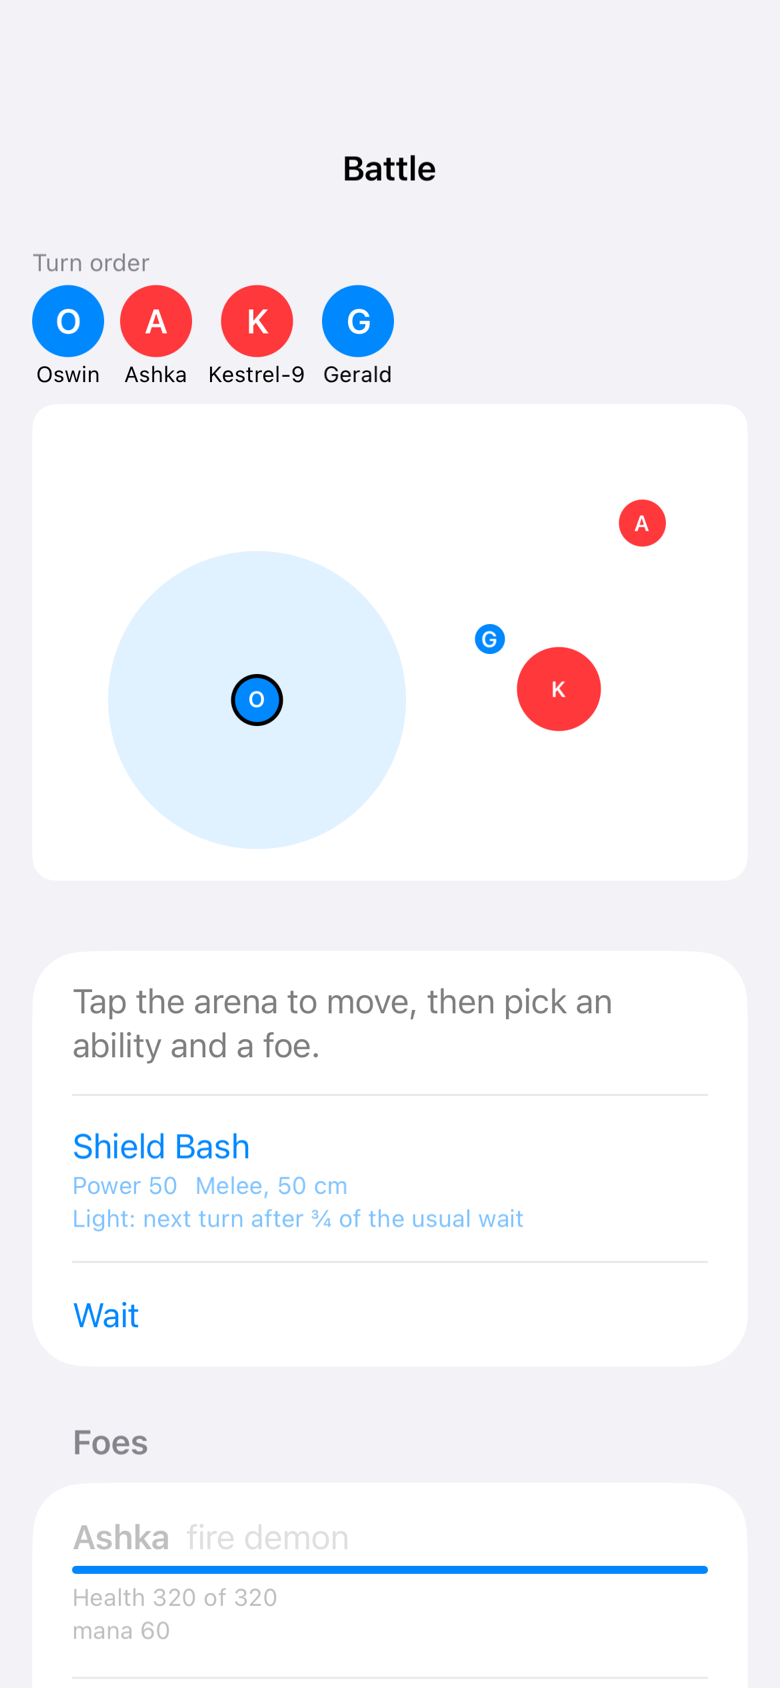 Battle
Turn order
O A K G
Oswin Ashka Kestrel-9 Gerald
A
G
K
O
Tap the arena to move, then pick an
ability and a foe.
Shield Bash
Power 50 Melee, 50 cm
Light: next turn after ¾ of the usual wait
Wait
Foes
Ashka fire demon
Health 320 of 320
mana 60